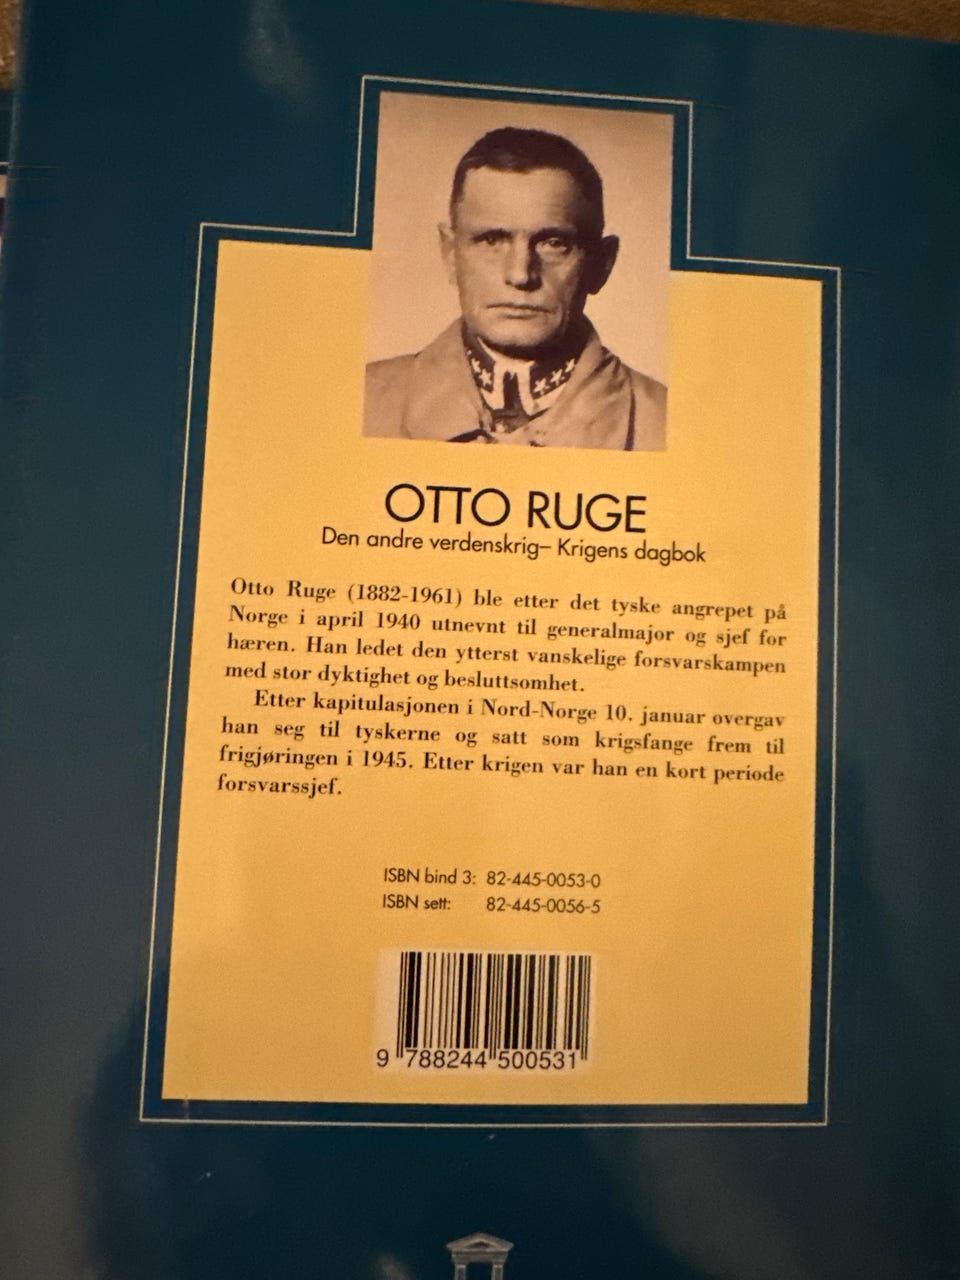 OTTO RUGE
Den andre verdenskrig– Krigens dagbok
Otto Ruge (1882-1961) ble etter det tyske angrepet på
Norge i april 1940 utnevnt til generalmajor og sjef for
hæren. Han ledet den ytterst vanskelige forsvarskampen
med stor dyktighet og besluttsomhet.
Etter kapitulasjonen i Nord-Norge 10. januar overgav
han seg til tyskerne og satt som krigsfange frem til
frigjøringen i 1945. Etter krigen var han en kort periode
forsvarssjef.
ISBN bind 3: 82-445-0053-0
ISBN sett: 82-445-0056-5
9 788244 500531